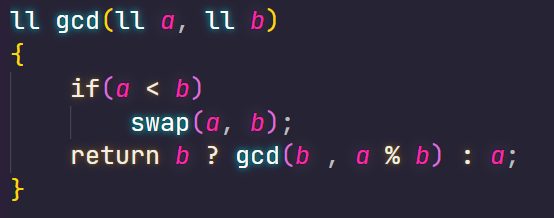 ll gcd(ll a, ll b)
{
    if(a < b)
        swap(a, b);
    return b ? gcd(b , a % b) : a;
}